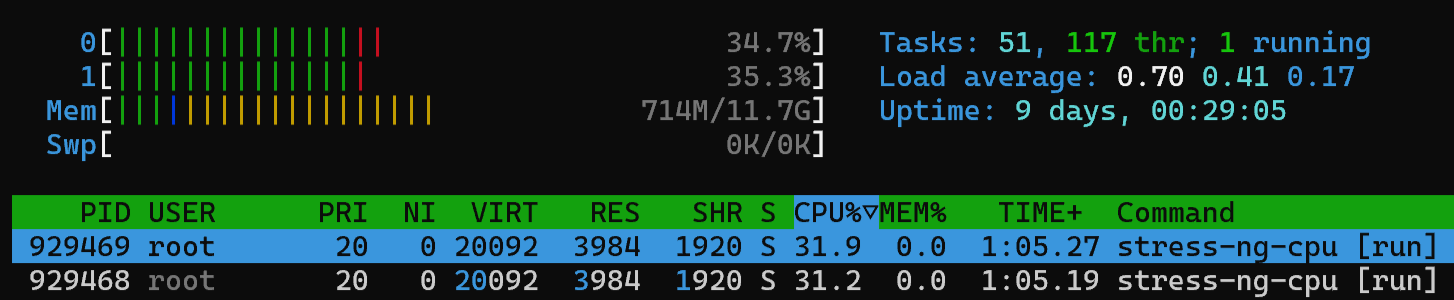 0[||||||||||||||||34.7%] Tasks: 51, 117 thr; 1 running
1[|||||||||||||||35.3%] Load average: 0.70 0.41 0.17
Mem[|||||||||||||||||||714M/11.7G] Uptime: 9 days, 00:29:05
Swp[0K/0K]
PID USER PRI NI VIRT RES SHR S CPU%▽MEM% TIME+ Command
929469 root 20 0 20092 3984 1920 S 31.9 0.0 1:05.27 stress-ng-cpu [run]
929468 root 20 0 20092 3984 1920 S 31.2 0.0 1:05.19 stress-ng-cpu [run]